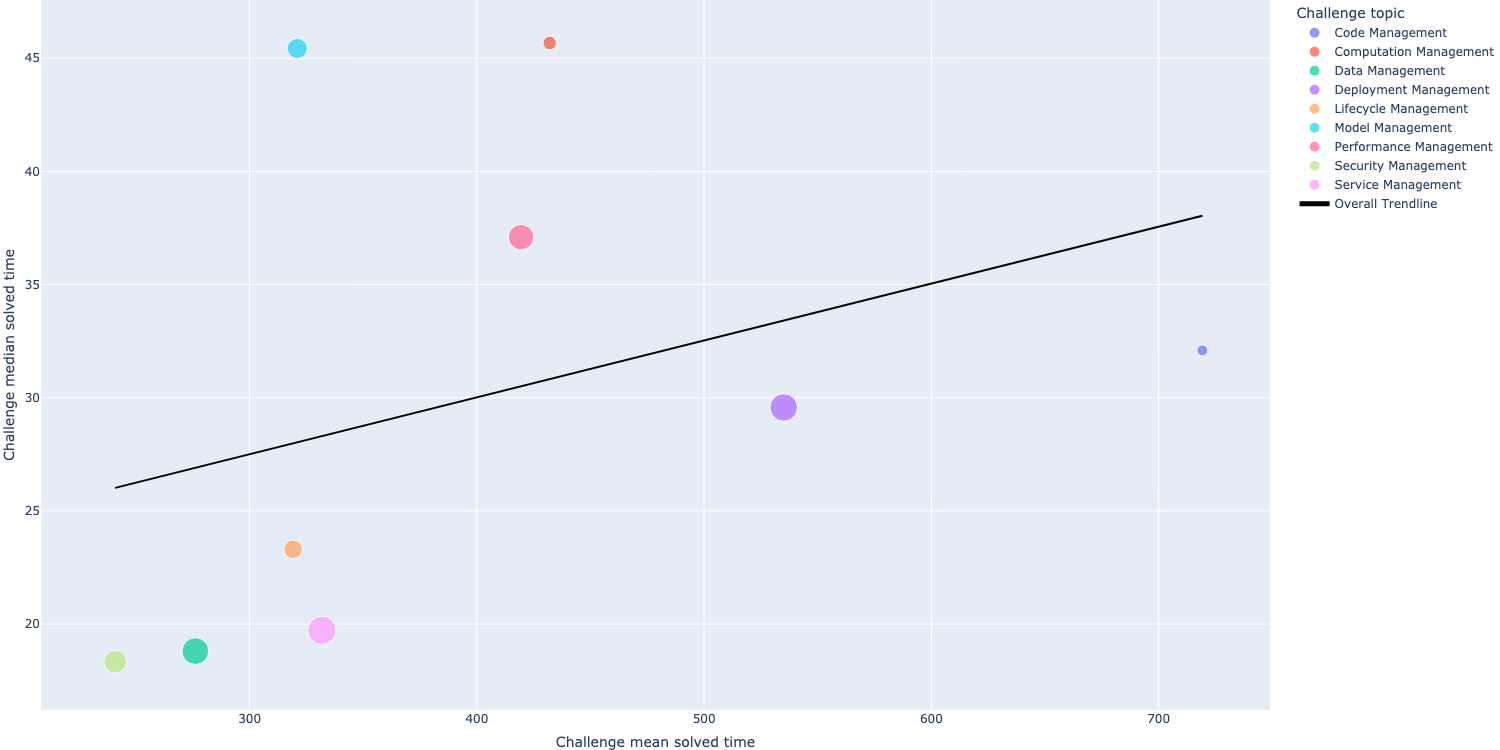 Challenge topic
Code Management
Computation Management
Data Management
Deployment Management
Lifecycle Management
Model Management
Performance Management
Security Management
Service Management
Overall Trendline
Challenge median solved time
45
40
35
30
25
20
300 400 500 600 700
Challenge mean solved time